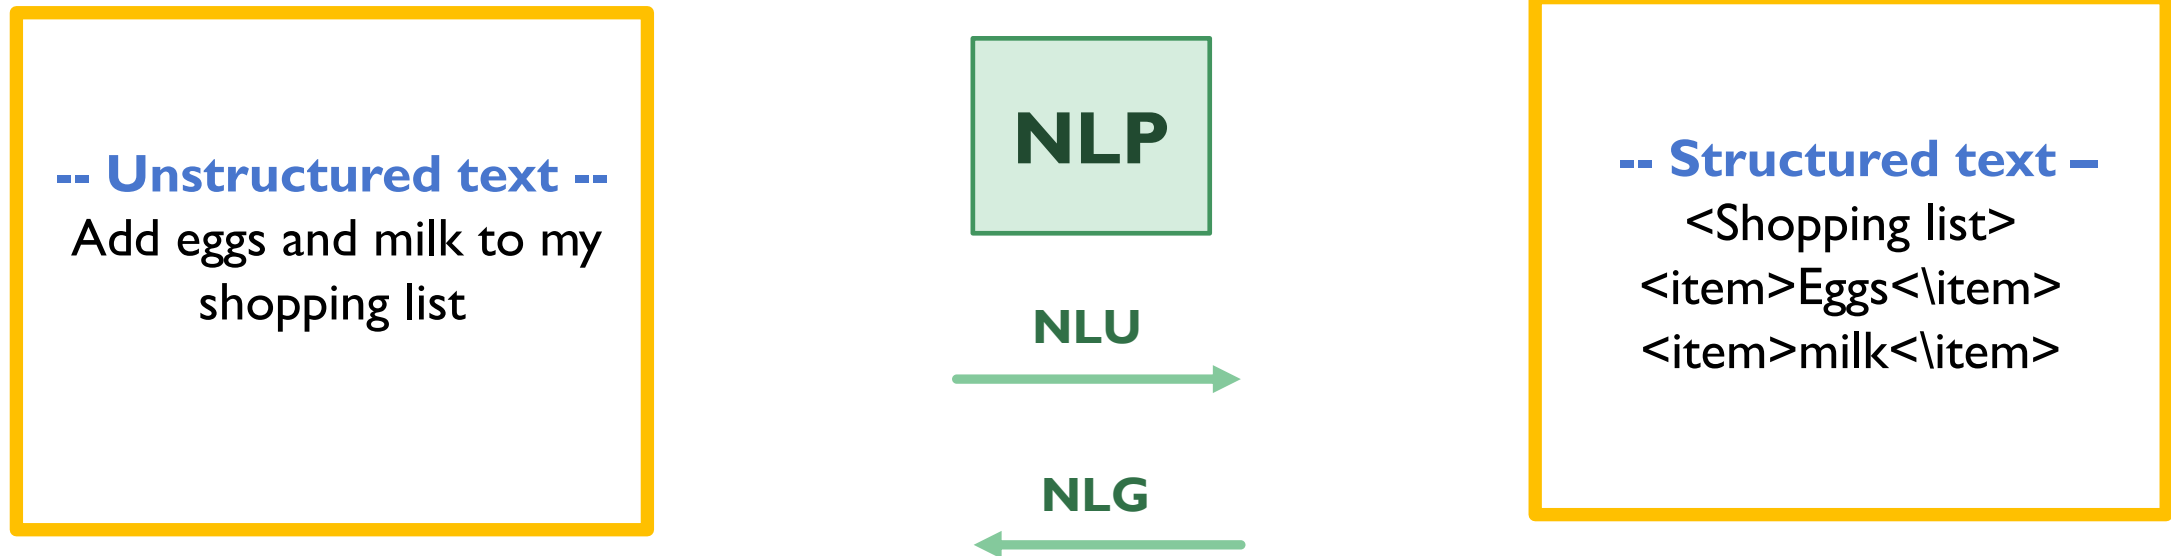 -- Unstructured text --
Add eggs and milk to my
shopping list
NLP
NLU
NLG
-- Structured text –
<Shopping list>
<item>Eggs<\item>
<item>milk<\item>